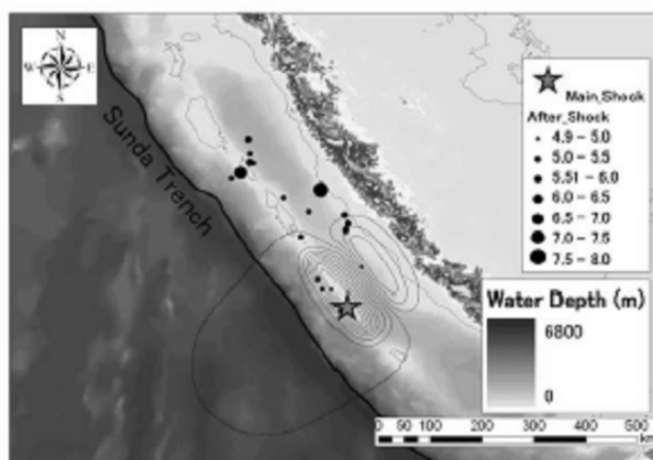 N
W E
S
Sunda Trench
Main_Shock
After_Shock
4.9 – 5.0
5.0 – 5.5
5.51 – 6.0
6.0 – 6.5
6.5 – 7.0
7.0 – 7.5
7.5 – 8.0
Water Depth (m)
6800
0
0 50 100 200 300 400 500
km